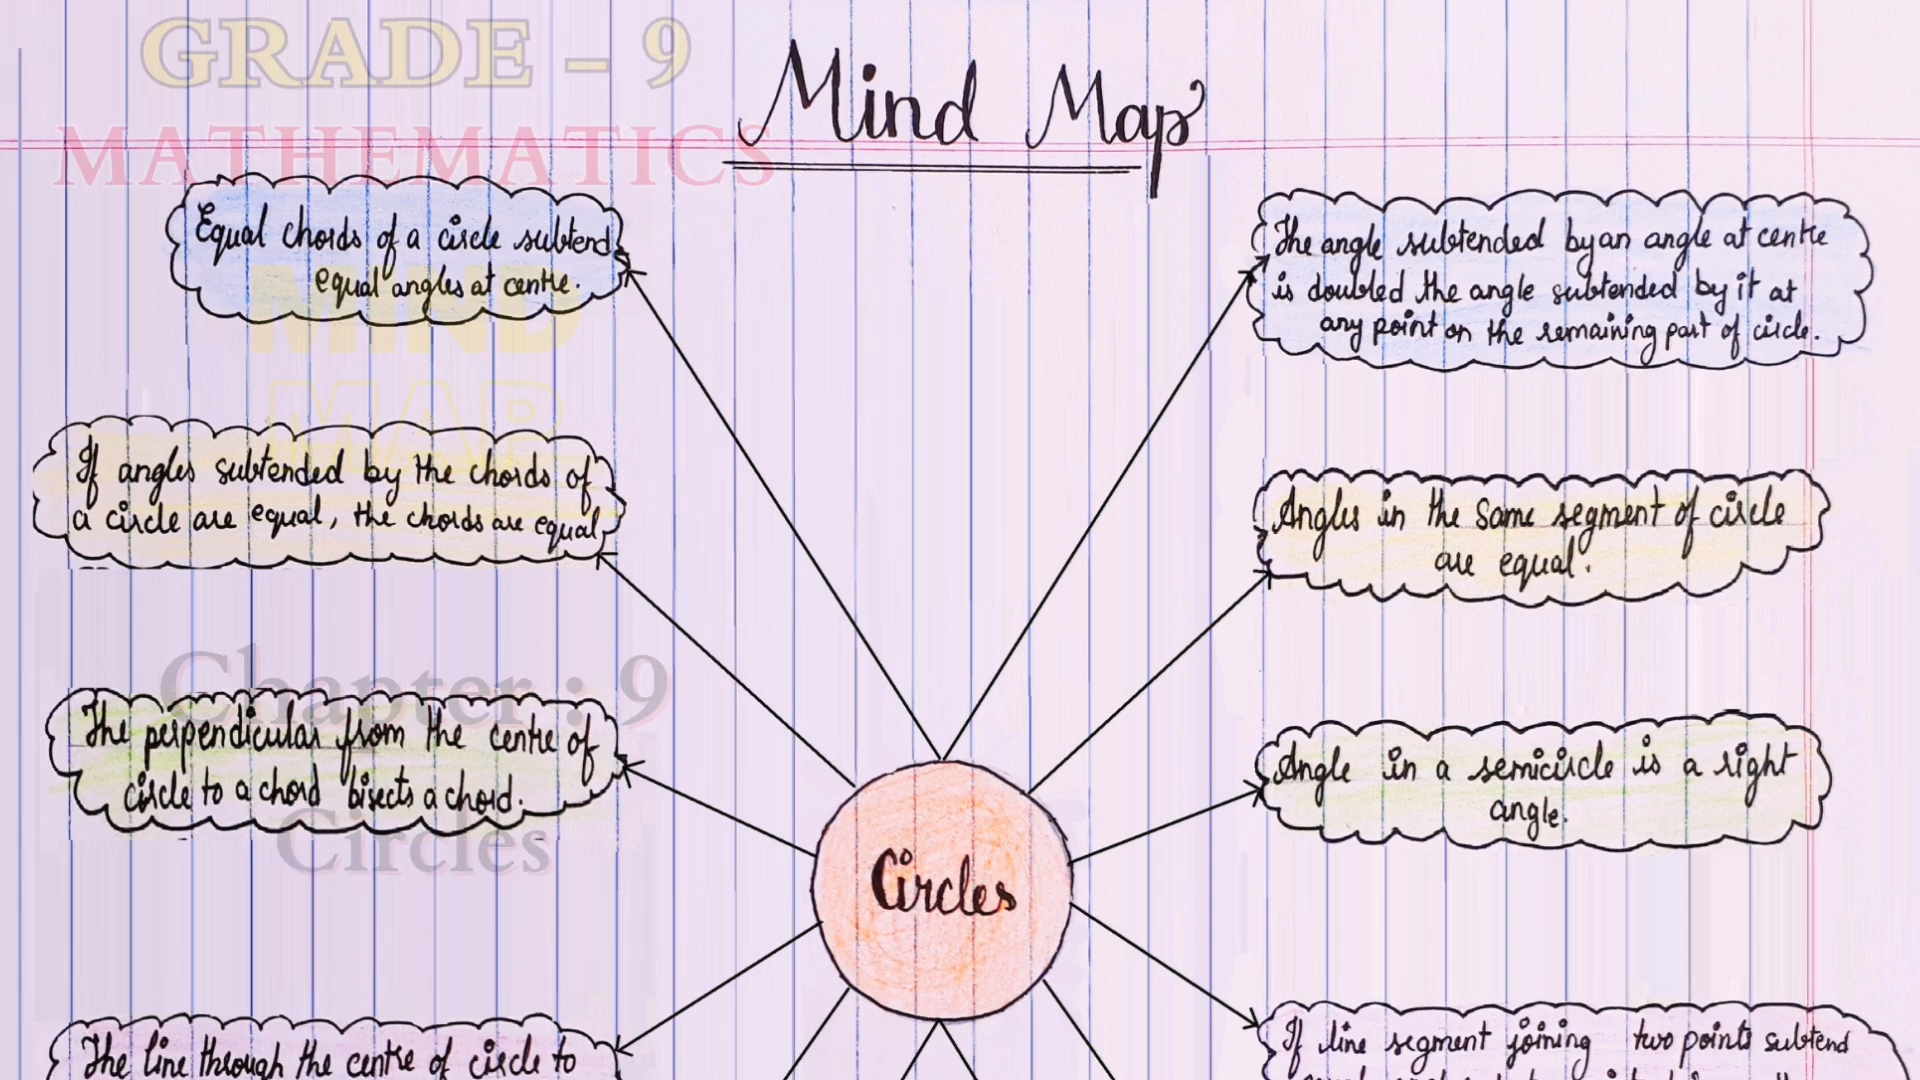 GRADE - 9
MATHEMATICS
Mind Map
Equal chords of a circle subtend
equal angles at centre.
MIND
MAP
If angles subtended by the chords of
a circle are equal, the chords are equal
Chapter : 9
The perpendicular from the centre of
circle to a chord bisects a chord.
Circles
The line through the centre of circle to
Circles
The angle subtended by an angle at centre
is doubled the angle subtended by it at
any point on the remaining part of circle.
Angles in the same segment of circle
are equal.
Angle in a semicircle is a right
angle.
If line segment joining two points subtend